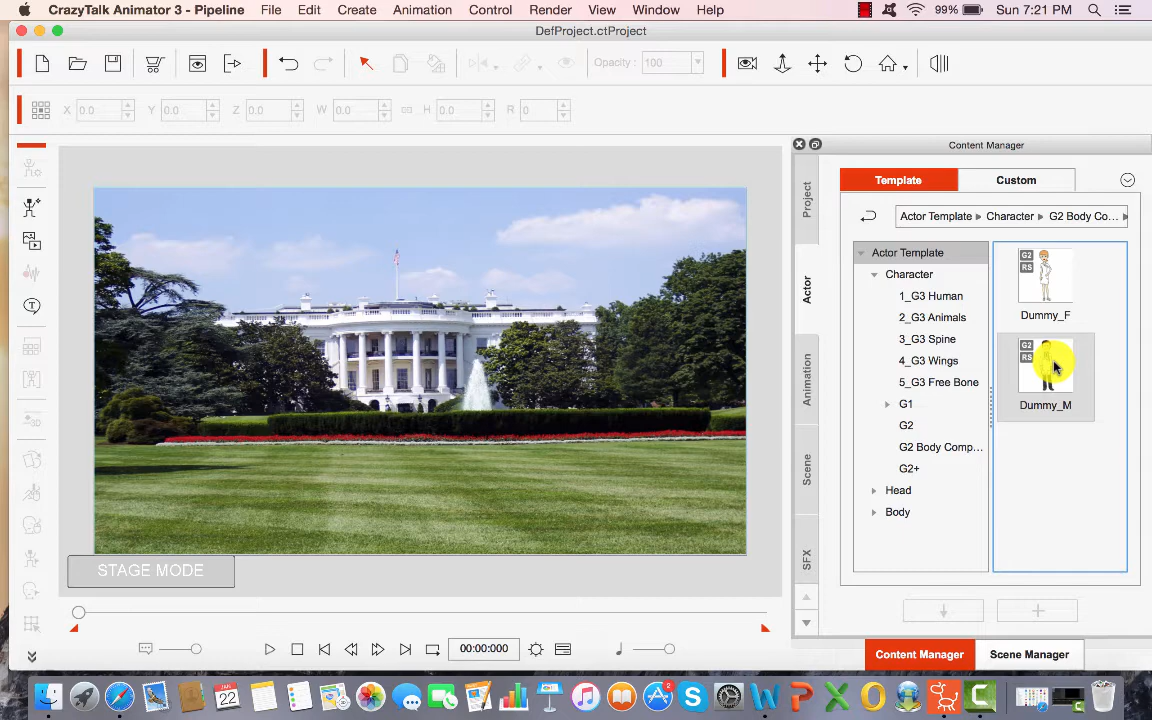 CrazyTalk Animator 3 - Pipeline File Edit Create Animation Control Render View Window Help 99% Sun 7:21 PM
DefProject.ctProject
Opacity : 100
X 0.0 Y 0.0 Z 0.0 W 0.0 H 0.0 R 0
Content Manager
Template Custom
Actor Template Character G2 Body Co...
Project
Actor
Animation
Scene
SFX
Actor Template
Character
1_G3 Human
2_G3 Animals
3_G3 Spine
4_G3 Wings
5_G3 Free Bone
G1
G2
G2 Body Comp...
G2+
Head
Body
G2
RS
Dummy_F
G2
RS
Dummy_M
STAGE MODE
00:00:000
Content Manager Scene Manager
JAN
22
2